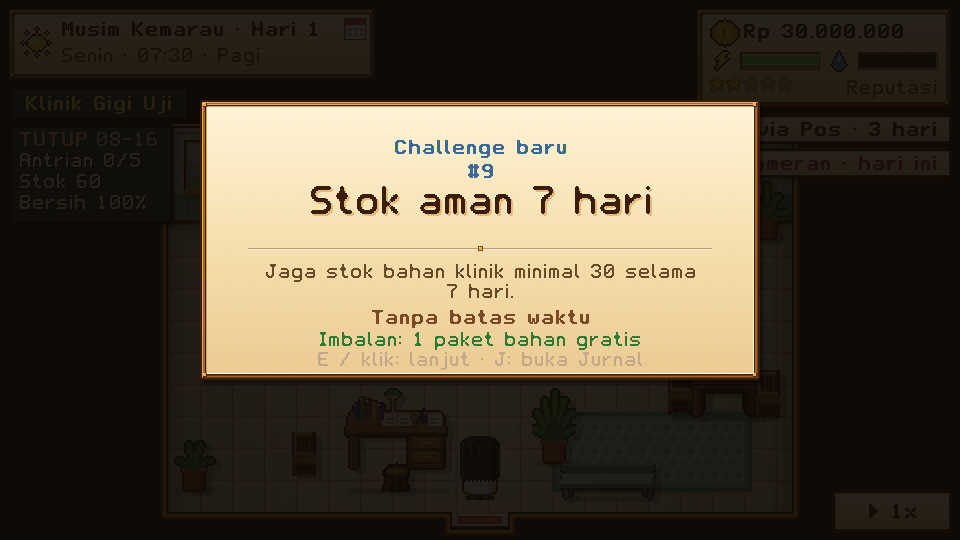 Musim Kemarau · Hari 1
Senin · 07:30 · Pagi
Rp 30.000.000
Reputasi
Klinik Gigi Uji
TUTUP 08-16
Antrian 0/5
Stok 60
Bersih 100%
Pos · 3 hari
hari ini
Challenge baru
#9
Stok aman 7 hari
Jaga stok bahan klinik minimal 30 selama
7 hari.
Tanpa batas waktu
Imbalan: 1 paket bahan gratis
E / klik: lanjut · J: buka Jurnal
1x